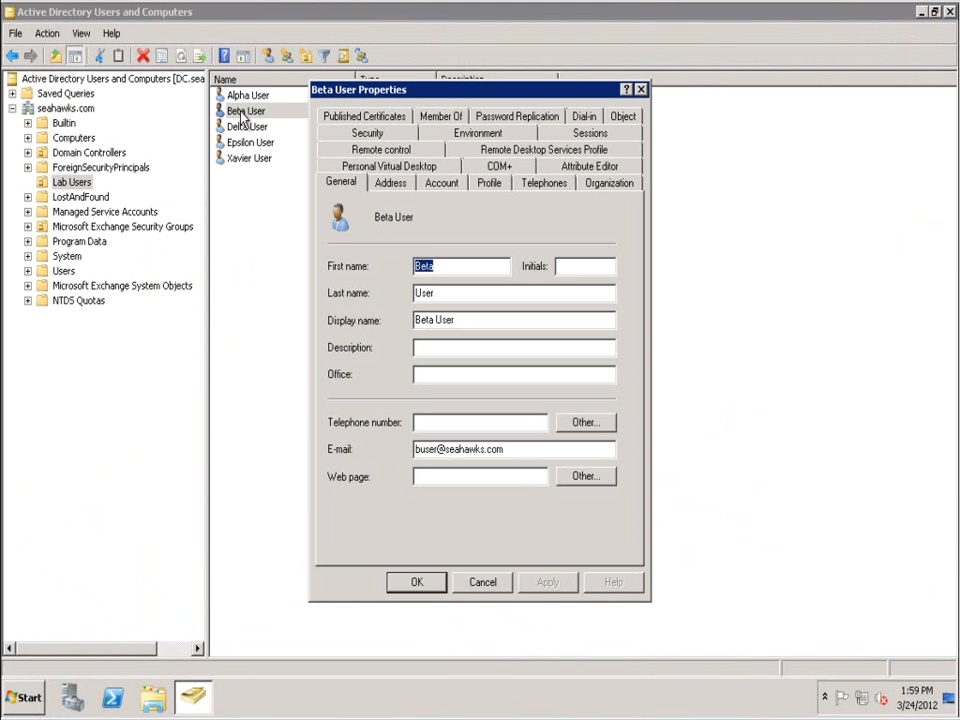 Active Directory Users and Computers
File Action View Help
Active Directory Users and Computers [DC.sea
Saved Queries
seahawks.com
Builtin
Computers
Domain Controllers
ForeignSecurityPrincipals
Lab Users
LostAndFound
Managed Service Accounts
Microsoft Exchange Security Groups
Program Data
System
Users
Microsoft Exchange System Objects
NTDS Quotas
Name
Alpha User
Beta User
Delta User
Epsilon User
Xavier User
Beta User Properties
Published Certificates Member Of Password Replication Dial-in Object
Security Environment Sessions
Remote control Remote Desktop Services Profile
Personal Virtual Desktop COM+ Attribute Editor
General Address Account Profile Telephones Organization
Beta User
First name: Beta Initials:
Last name: User
Display name: Beta User
Description:
Office:
Telephone number: Other...
E-mail: buser@seahawks.com
Web page: Other...
OK Cancel Apply Help
Start
1:59 PM
3/24/2012